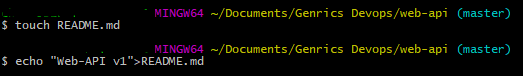 MINGW64 ~/Documents/Genrics Devops/web-api (master)
$ touch README.md
MINGW64 ~/Documents/Genrics Devops/web-api (master)
$ echo "Web-API v1">README.md